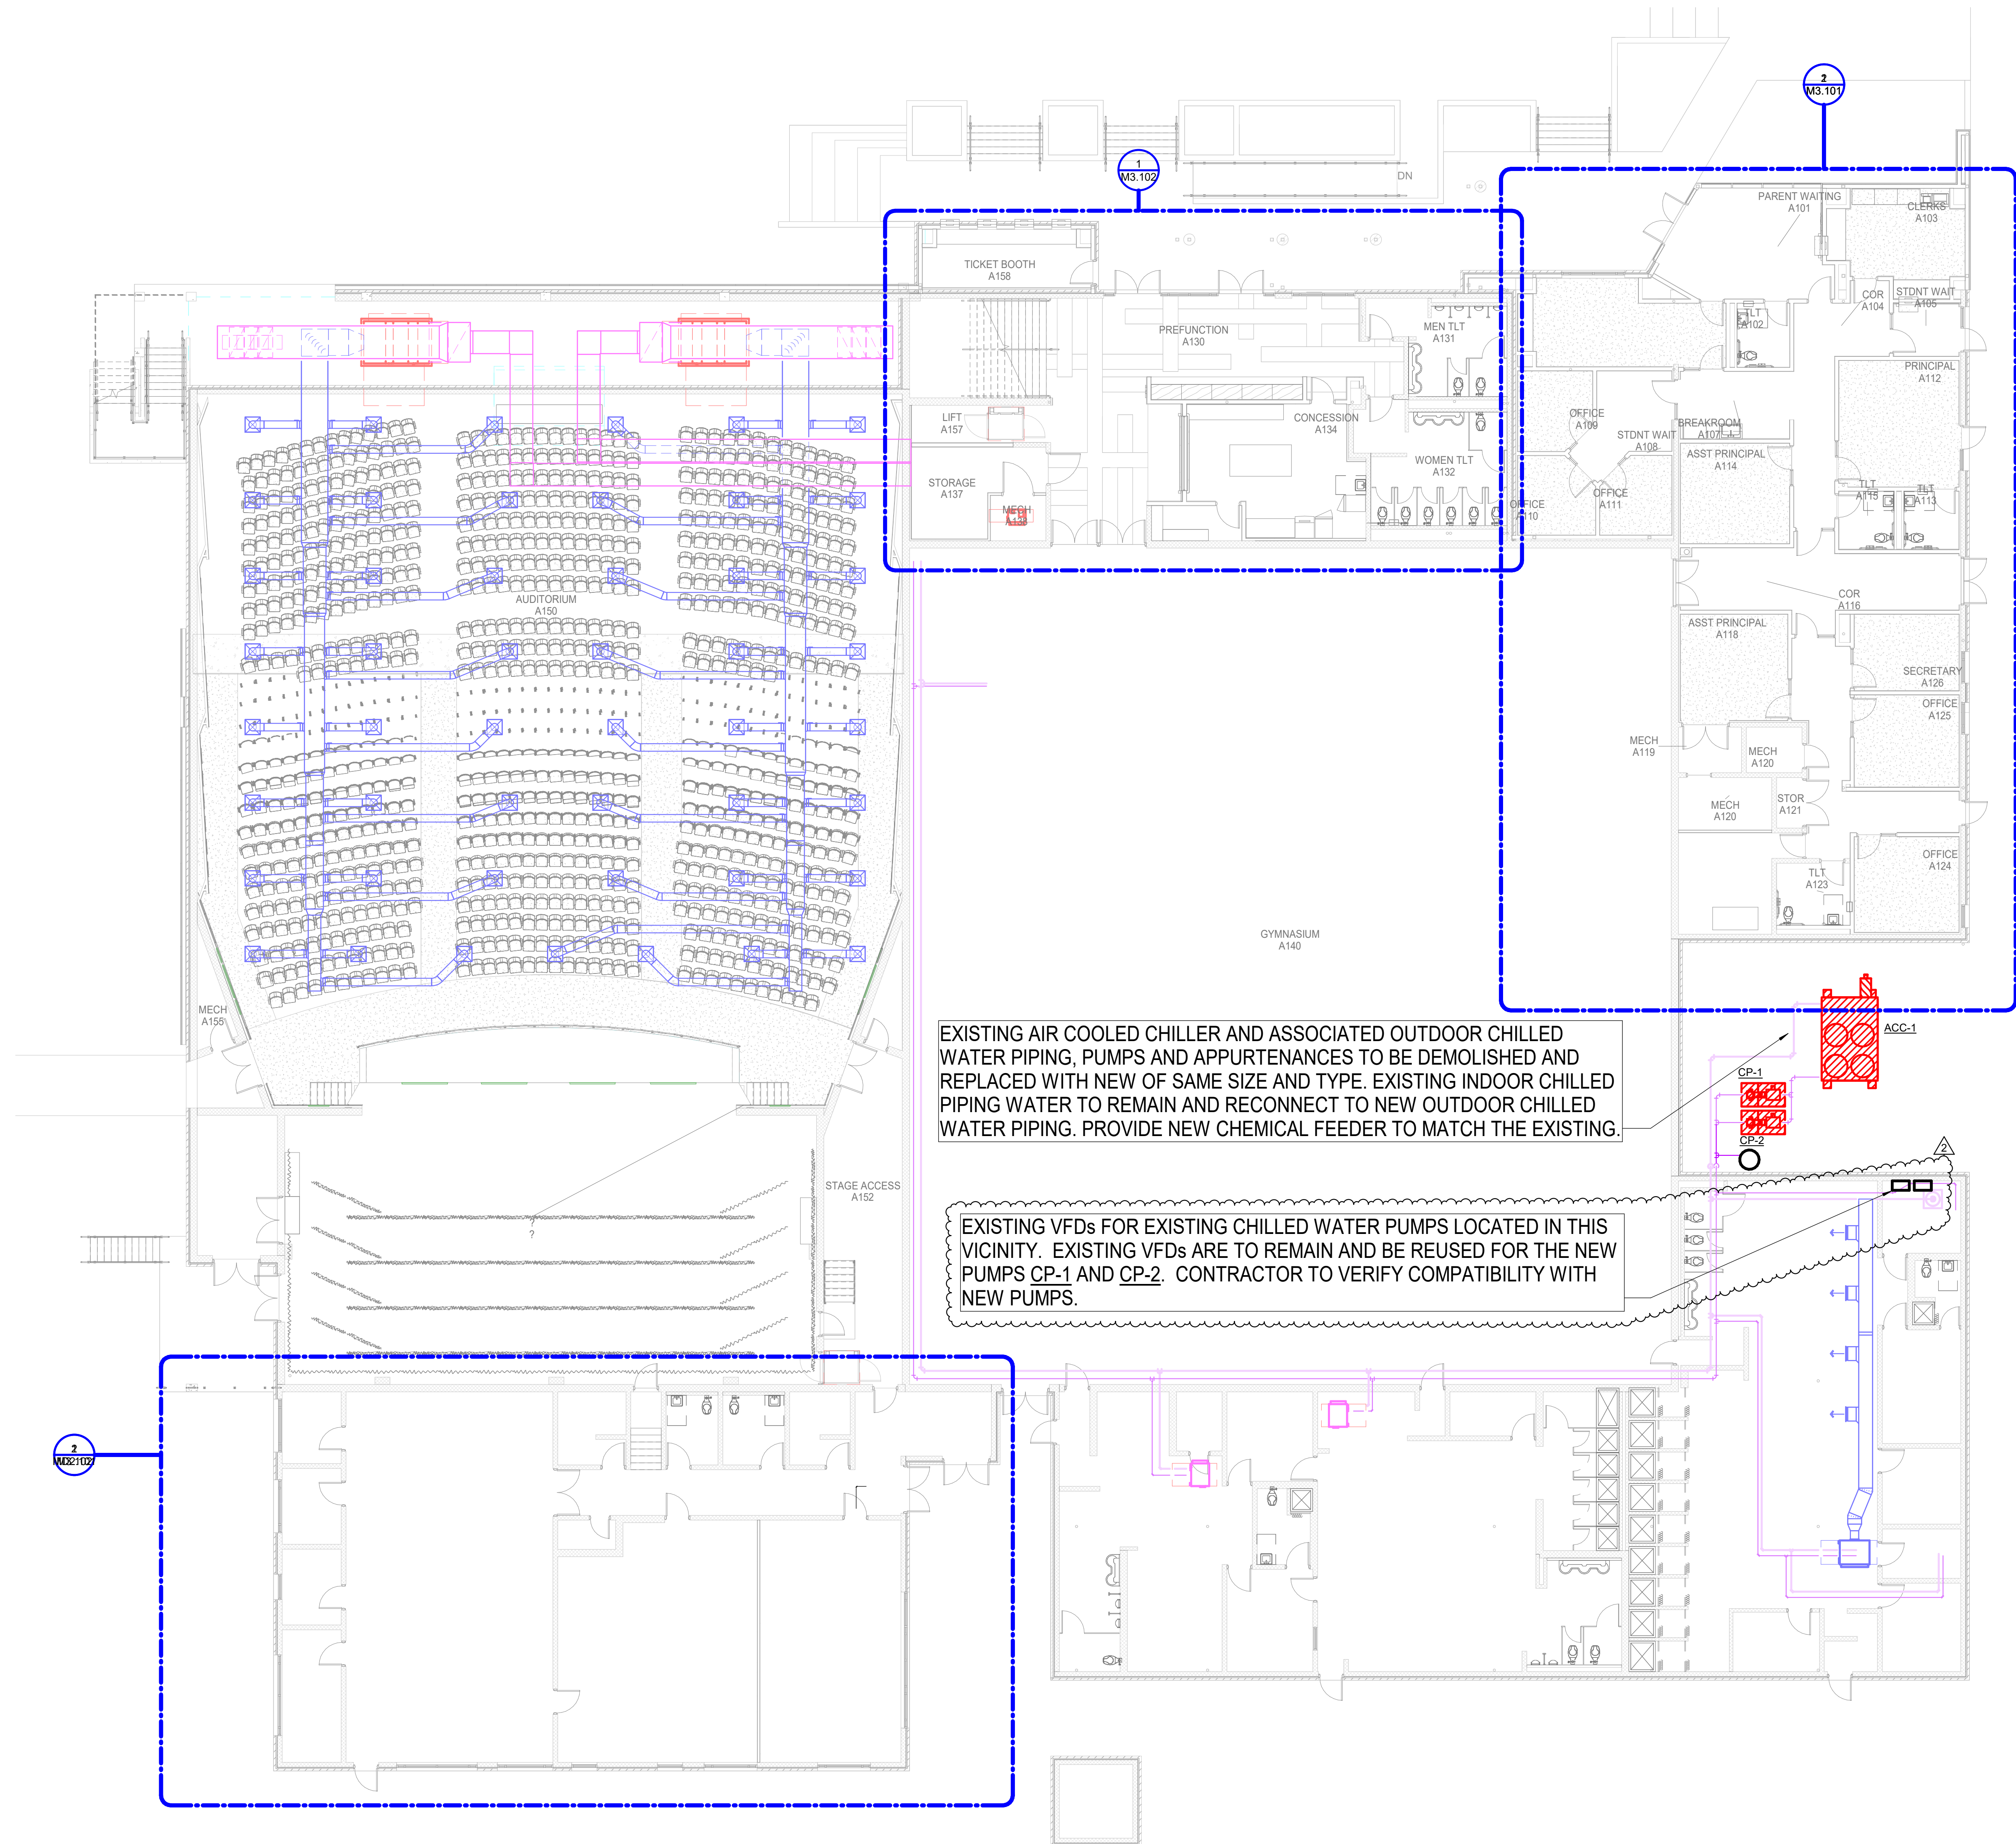 2
M3.101
1
M3.102
DN
PARENT WAITING
A101
CLERKS
A103
TICKET BOOTH
A158
COR
A104
STDNT WAIT
A105
TLT
A102
PREFUNCTION
A130
MEN TLT
A131
PRINCIPAL
A112
LIFT
A157
CONCESSION
A134
OFFICE
A109
BREAKROOM
A107
STDNT WAIT
A108
ASST PRINCIPAL
A114
WOMEN TLT
A132
STORAGE
A137
MECH
TLT
A115
TLT
A113
OFFICE
A110
OFFICE
A111
AUDITORIUM
A150
COR
A116
ASST PRINCIPAL
A118
SECRETARY
A126
OFFICE
A125
MECH
A119
MECH
A120
MECH
A120
STOR
A121
OFFICE
A124
TLT
A123
GYMNASIUM
A140
MECH
A155
EXISTING AIR COOLED CHILLER AND ASSOCIATED OUTDOOR CHILLED
WATER PIPING, PUMPS AND APPURTENANCES TO BE DEMOLISHED AND
REPLACED WITH NEW OF SAME SIZE AND TYPE. EXISTING INDOOR CHILLED
PIPING WATER TO REMAIN AND RECONNECT TO NEW OUTDOOR CHILLED
WATER PIPING. PROVIDE NEW CHEMICAL FEEDER TO MATCH THE EXISTING.
ACC-1
CP-1
CP-2
2
STAGE ACCESS
A152
?
?
EXISTING VFDs FOR EXISTING CHILLED WATER PUMPS LOCATED IN THIS
VICINITY. EXISTING VFDs ARE TO REMAIN AND BE REUSED FOR THE NEW
PUMPS CP-1 AND CP-2. CONTRACTOR TO VERIFY COMPATIBILITY WITH
NEW PUMPS.